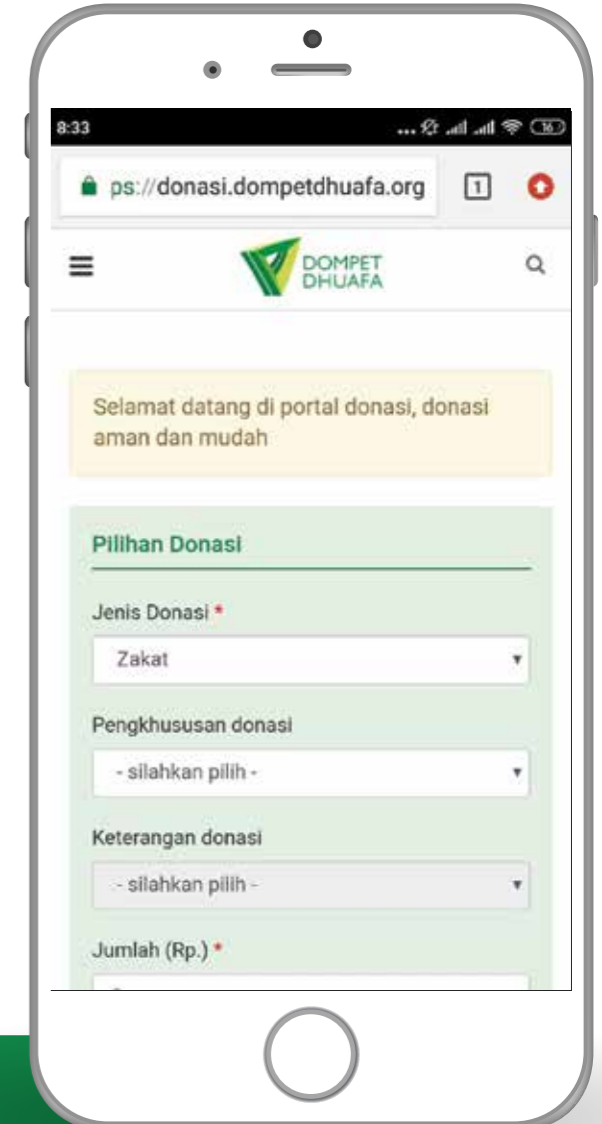 8:33
... 16
ps://donasi.dompetdhuafa.org 1
DOMPET
DHUAFA
Selamat datang di portal donasi, donasi
aman dan mudah
Pilihan Donasi
Jenis Donasi *
Zakat
Pengkhususan donasi
- silahkan pilih -
Keterangan donasi
- silahkan pilih -
Jumlah (Rp.) *